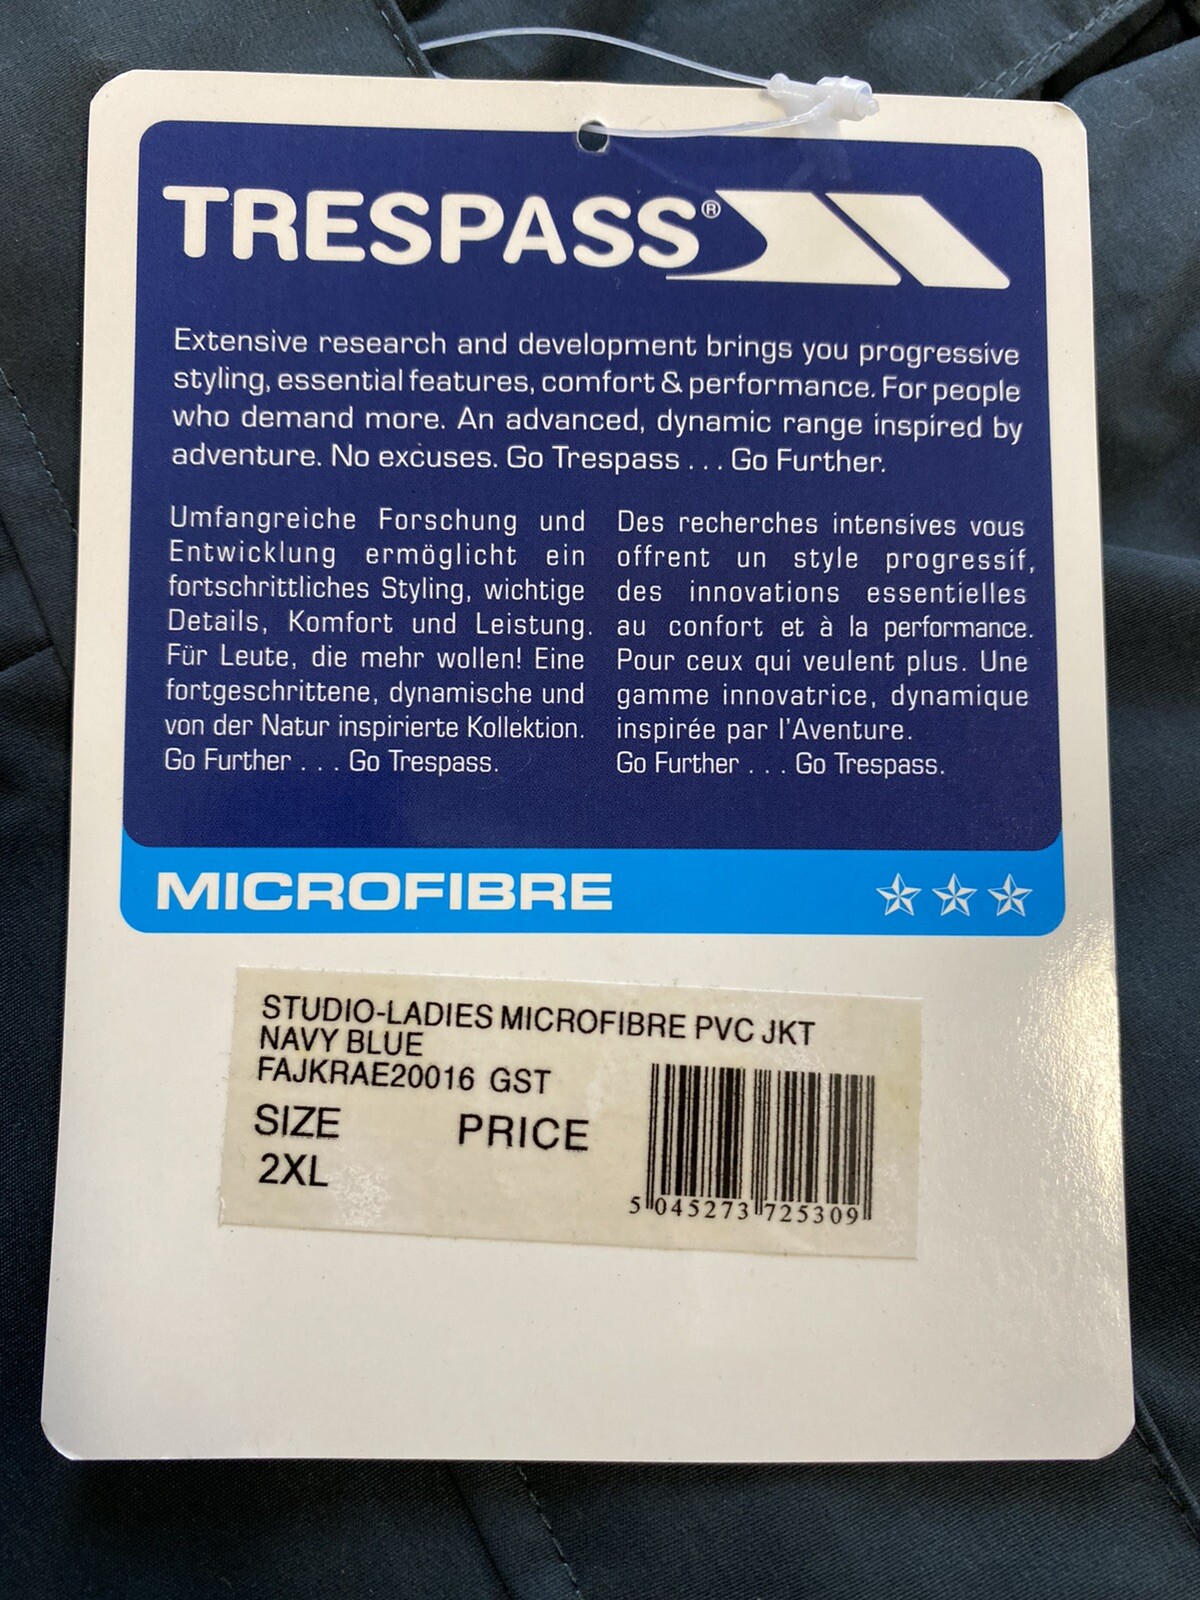 TRESPASS®
Extensive research and development brings you progressive
styling, essential features, comfort & performance. For people
who demand more. An advanced, dynamic range inspired by
adventure. No excuses. Go Trespass . . . Go Further.
Umfangreiche Forschung und
Entwicklung ermöglicht ein
fortschrittliches Styling, wichtige
Details, Komfort und Leistung.
Für Leute, die mehr wollen! Eine
fortgeschrittene, dynamische und
von der Natur inspirierte Kollektion.
Go Further . . . Go Trespass.
Des recherches intensives vous
offrent un style progressif,
des innovations essentielles
au confort et à la performance.
Pour ceux qui veulent plus. Une
gamme innovatrice, dynamique
inspirée par l'Aventure.
Go Further . . . Go Trespass.
MICROFIBRE
STUDIO-LADIES MICROFIBRE PVC JKT
NAVY BLUE
FAJKRAE20016 GST
SIZE PRICE
2XL
5 045273 725309